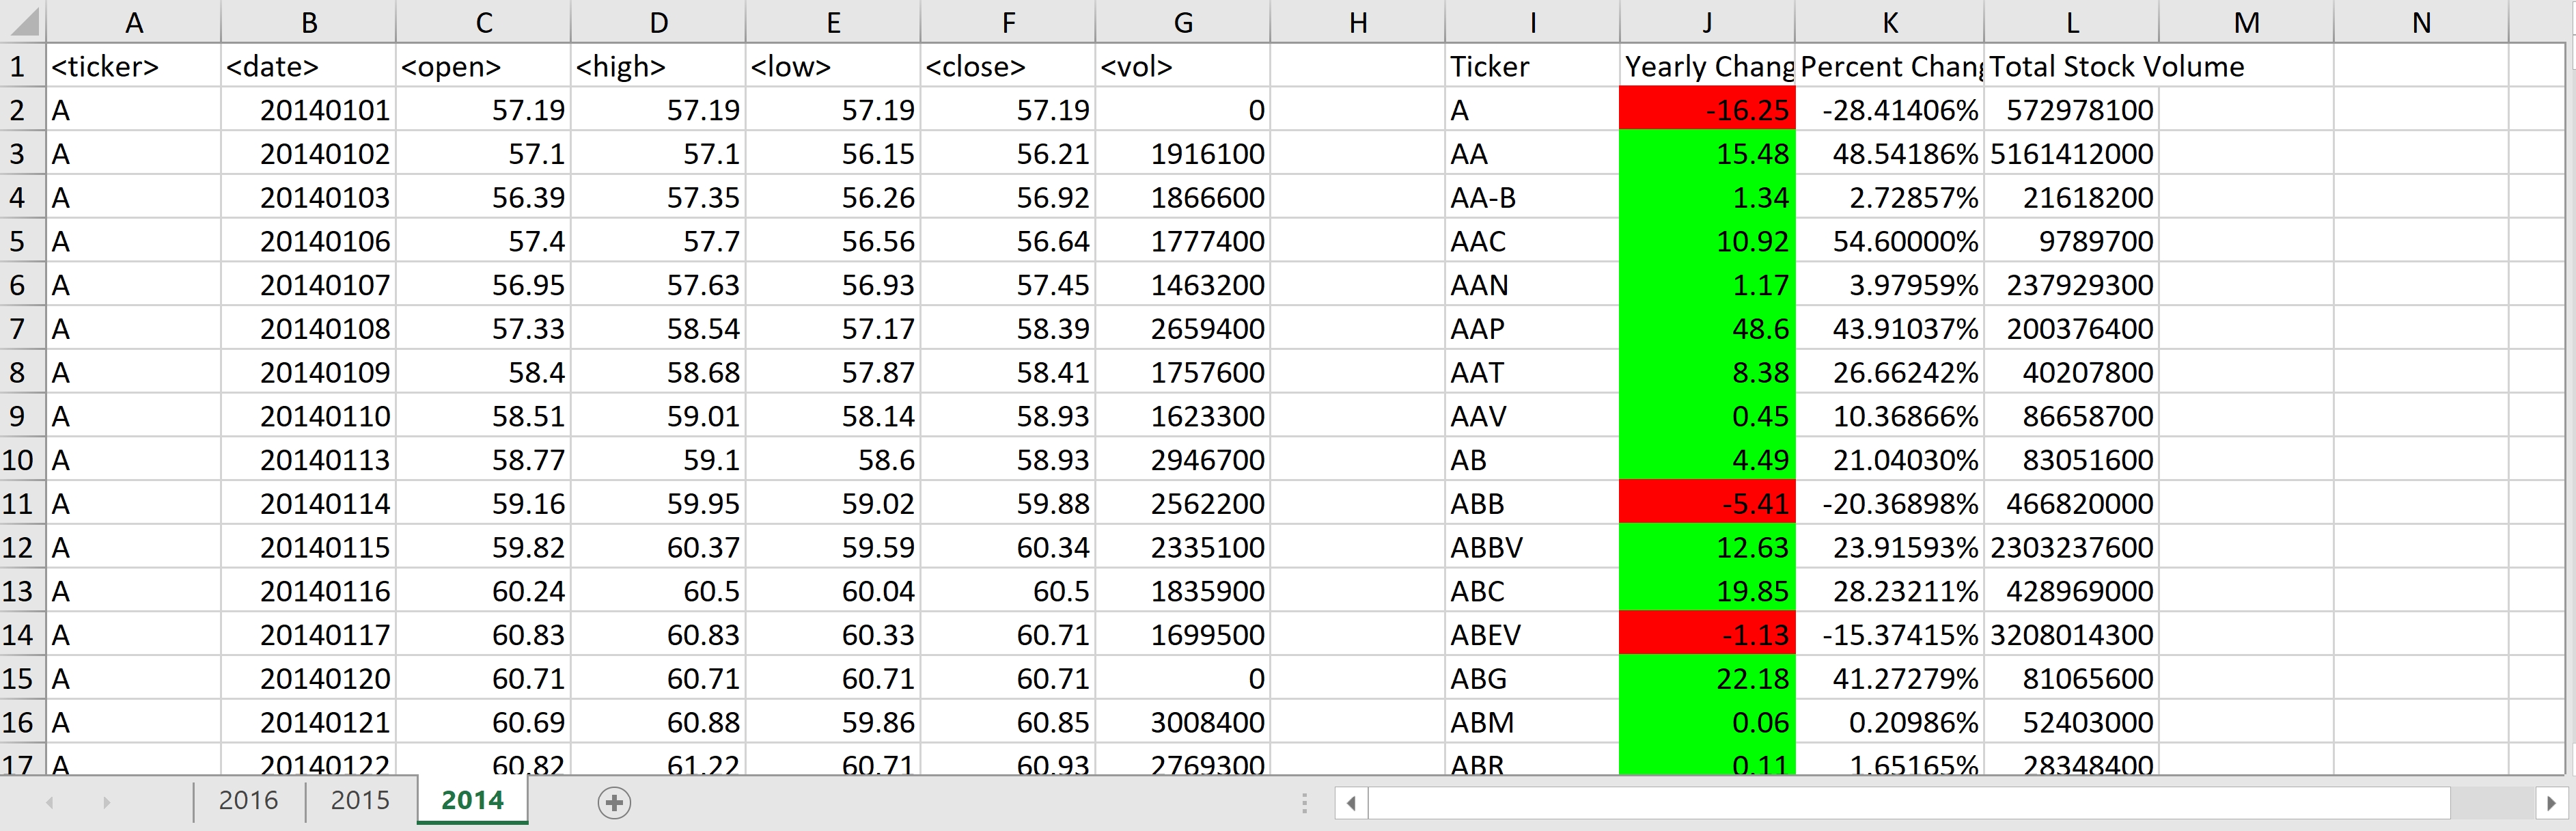 A B C D E F G H I J K L M N
1 <ticker> <date> <open> <high> <low> <close> <vol> Ticker Yearly Chang Percent Chang Total Stock Volume
2 A 20140101 57.19 57.19 57.19 57.19 0 A -16.25 -28.41406% 572978100
3 A 20140102 57.1 57.1 56.15 56.21 1916100 AA 15.48 48.54186% 5161412000
4 A 20140103 56.39 57.35 56.26 56.92 1866600 AA-B 1.34 2.72857% 21618200
5 A 20140106 57.4 57.7 56.56 56.64 1777400 AAC 10.92 54.60000% 9789700
6 A 20140107 56.95 57.63 56.93 57.45 1463200 AAN 1.17 3.97959% 237929300
7 A 20140108 57.33 58.54 57.17 58.39 2659400 AAP 48.6 43.91037% 200376400
8 A 20140109 58.4 58.68 57.87 58.41 1757600 AAT 8.38 26.66242% 40207800
9 A 20140110 58.51 59.01 58.14 58.93 1623300 AAV 0.45 10.36866% 86658700
10 A 20140113 58.77 59.1 58.6 58.93 2946700 AB 4.49 21.04030% 83051600
11 A 20140114 59.16 59.95 59.02 59.88 2562200 ABB -5.41 -20.36898% 466820000
12 A 20140115 59.82 60.37 59.59 60.34 2335100 ABBV 12.63 23.91593% 2303237600
13 A 20140116 60.24 60.5 60.04 60.5 1835900 ABC 19.85 28.23211% 428969000
14 A 20140117 60.83 60.83 60.33 60.71 1699500 ABEV -1.13 -15.37415% 3208014300
15 A 20140120 60.71 60.71 60.71 60.71 0 ABG 22.18 41.27279% 81065600
16 A 20140121 60.69 60.88 59.86 60.85 3008400 ABM 0.06 0.20986% 52403000
17 A 20140122 60.82 61.22 60.71 60.93 2769300 ABR 0.11 1.65165% 28348400
2016 2015 2014